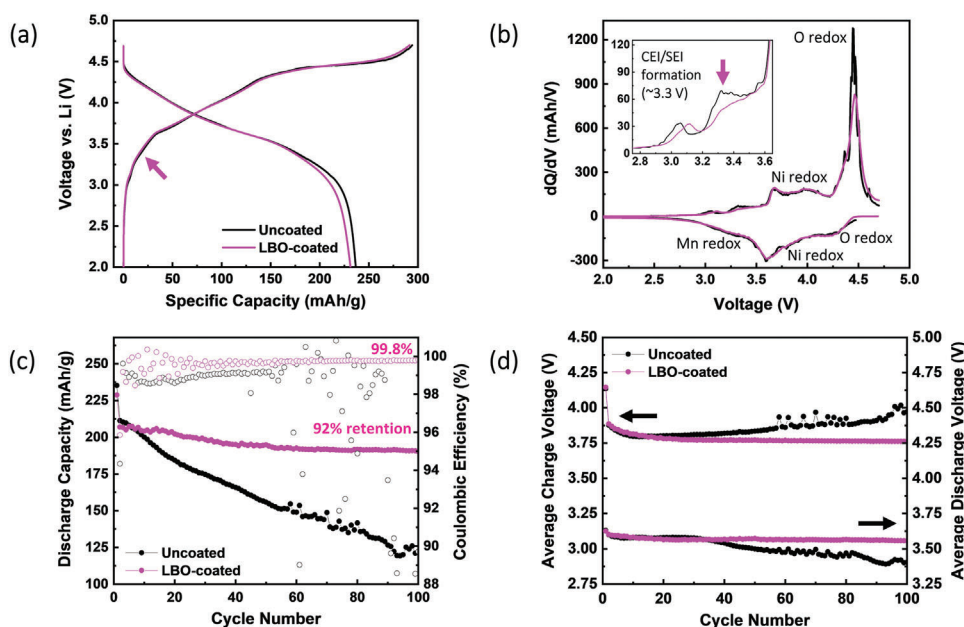 (a)
5.0
4.5
4.0
3.5
3.0
2.5
2.0
Voltage vs. Li (V)
Uncoated
LBO-coated
0 50 100 150 200 250 300
Specific Capacity (mAh/g)
(b)
1200
900
600
300
0
-300
dQ/dV (mAh/V)
120
90
60
30
0
CEI/SEI
formation
(~3.3 V)
2.8 3.0 3.2 3.4 3.6
O redox
Ni redox
Mn redox
Ni redox
O redox
2.0 2.5 3.0 3.5 4.0 4.5 5.0
Voltage (V)
(c)
250
225
200
175
150
125
100
Discharge Capacity (mAh/g)
99.8%
92% retention
Uncoated
LBO-coated
100
98
96
94
92
90
88
Coulombic Efficiency (%)
0 20 40 60 80 100
Cycle Number
(d)
4.50
4.25
4.00
3.75
3.50
3.25
3.00
2.75
Average Charge Voltage (V)
Uncoated
LBO-coated
5.00
4.75
4.50
4.25
4.00
3.75
3.50
3.25
Average Discharge Voltage (V)
0 20 40 60 80 100
Cycle Number